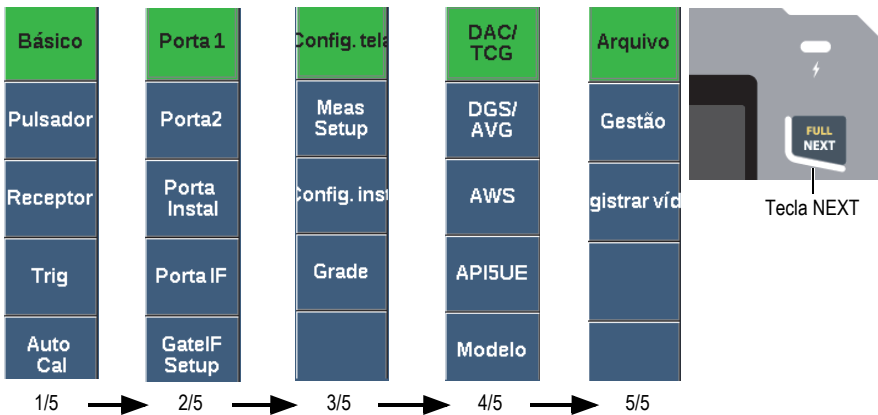 Básico
Pulsador
Receptor
Trig
Auto
Cal
1/5
Porta 1
Porta2
Porta
Instal
Porta IF
GateIF
Setup
2/5
Config. tela
Meas
Setup
Config. inst
Grade
3/5
DAC/
TCG
DGS/
AVG
AWS
API5UE
Modelo
4/5
Arquivo
Gestão
gistrar víd
5/5
FULL
NEXT
Tecla NEXT